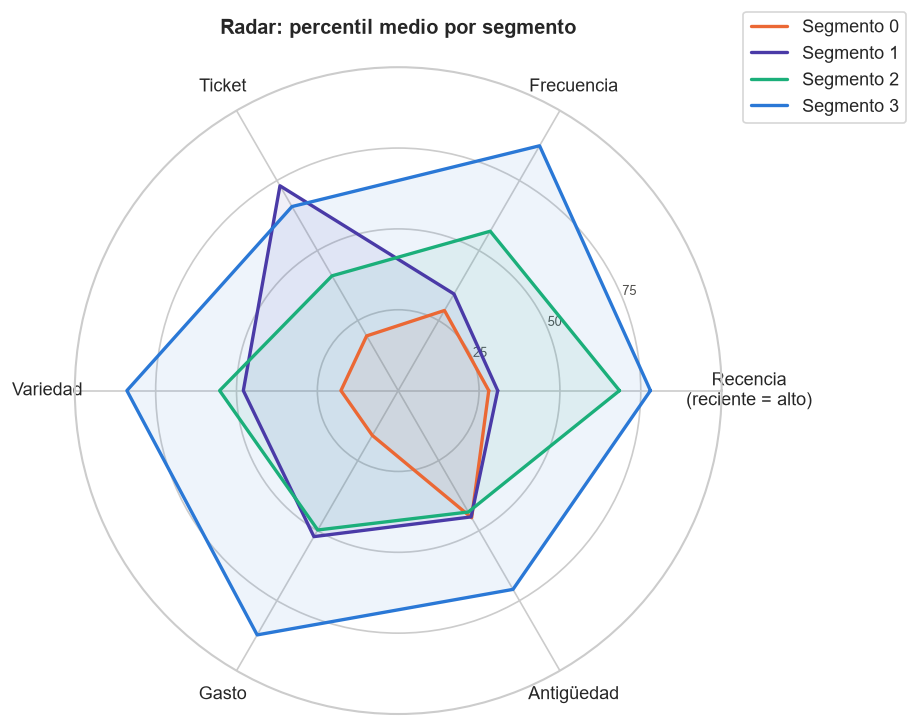 Radar: percentil medio por segmento
Segmento 0
Segmento 1
Segmento 2
Segmento 3
Ticket
Frecuencia
75
50
25
Variedad
Recencia
(reciente = alto)
Gasto
Antigüedad